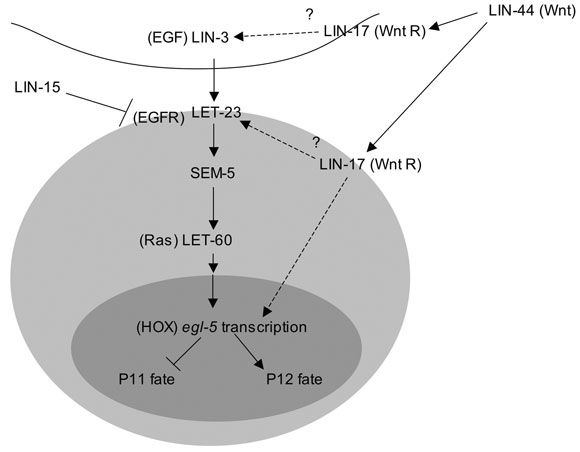 ?
LIN-44 (Wnt)
(EGF) LIN-3
LIN-17 (Wnt R)
LIN-15
(EGFR) LET-23
?
LIN-17 (Wnt R)
SEM-5
(Ras) LET-60
(HOX) egl-5 transcription
P11 fate
P12 fate